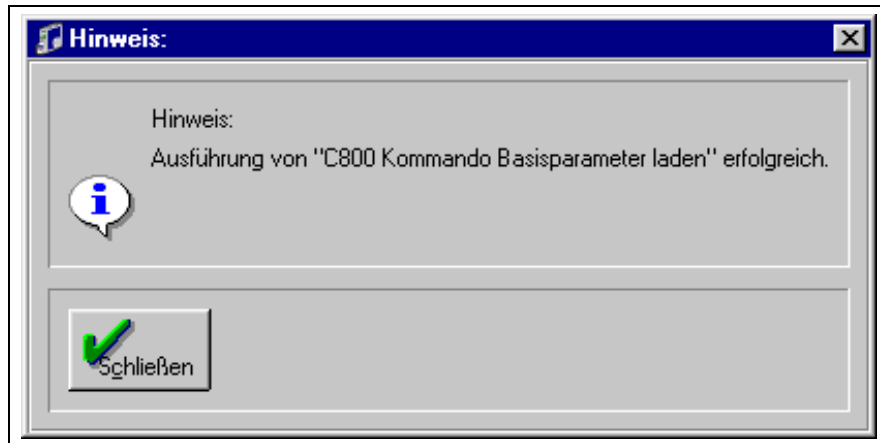 Hinweis:
Hinweis:
Ausführung von "C800 Kommando Basisparameter laden" erfolgreich.
Schließen